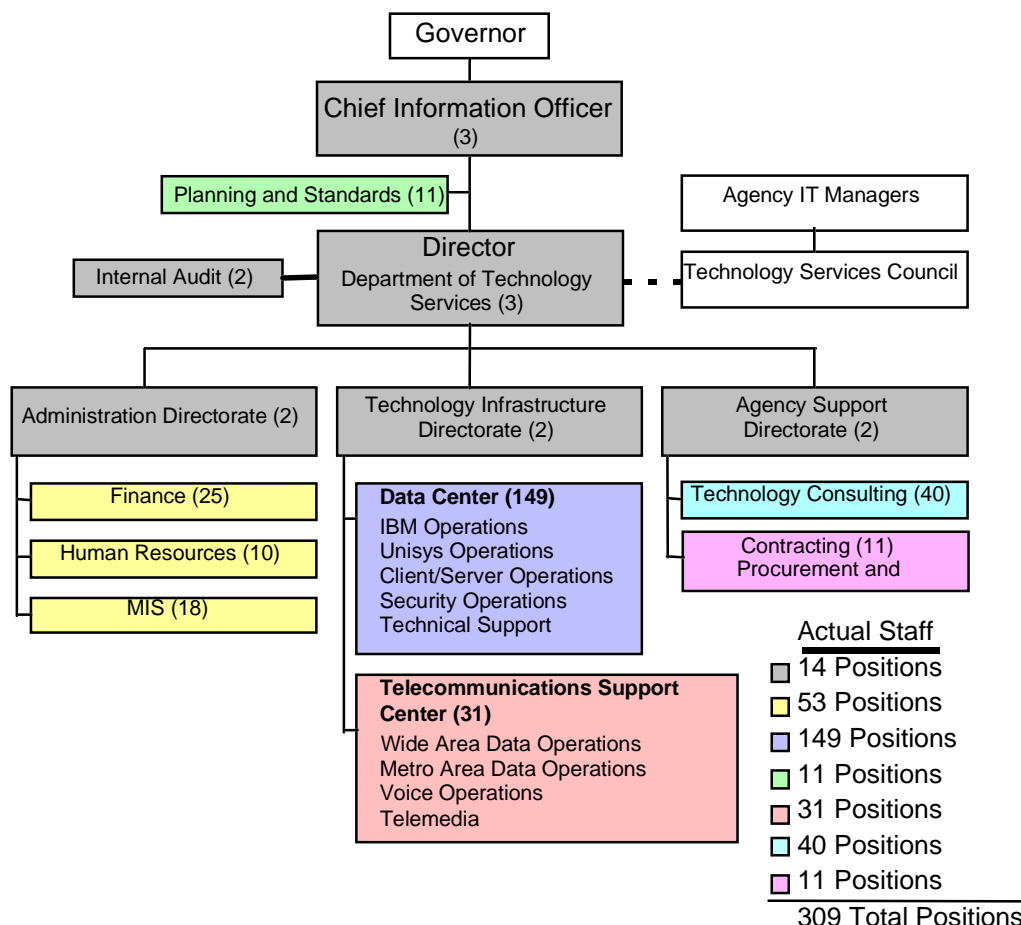 Governor
Chief Information Officer
(3)
Planning and Standards (11)
Agency IT Managers
Director
Department of Technology
Services (3)
Internal Audit (2)
Technology Services Council
Administration Directorate (2)
Technology Infrastructure
Directorate (2)
Agency Support
Directorate (2)
Finance (25)
Human Resources (10)
MIS (18)
Data Center (149)
IBM Operations
Unisys Operations
Client/Server Operations
Security Operations
Technical Support
Telecommunications Support
Center (31)
Wide Area Data Operations
Metro Area Data Operations
Voice Operations
Telemedia
Technology Consulting (40)
Contracting (11)
Procurement and
Actual Staff
14 Positions
53 Positions
149 Positions
11 Positions
31 Positions
40 Positions
11 Positions
309 Total Positions